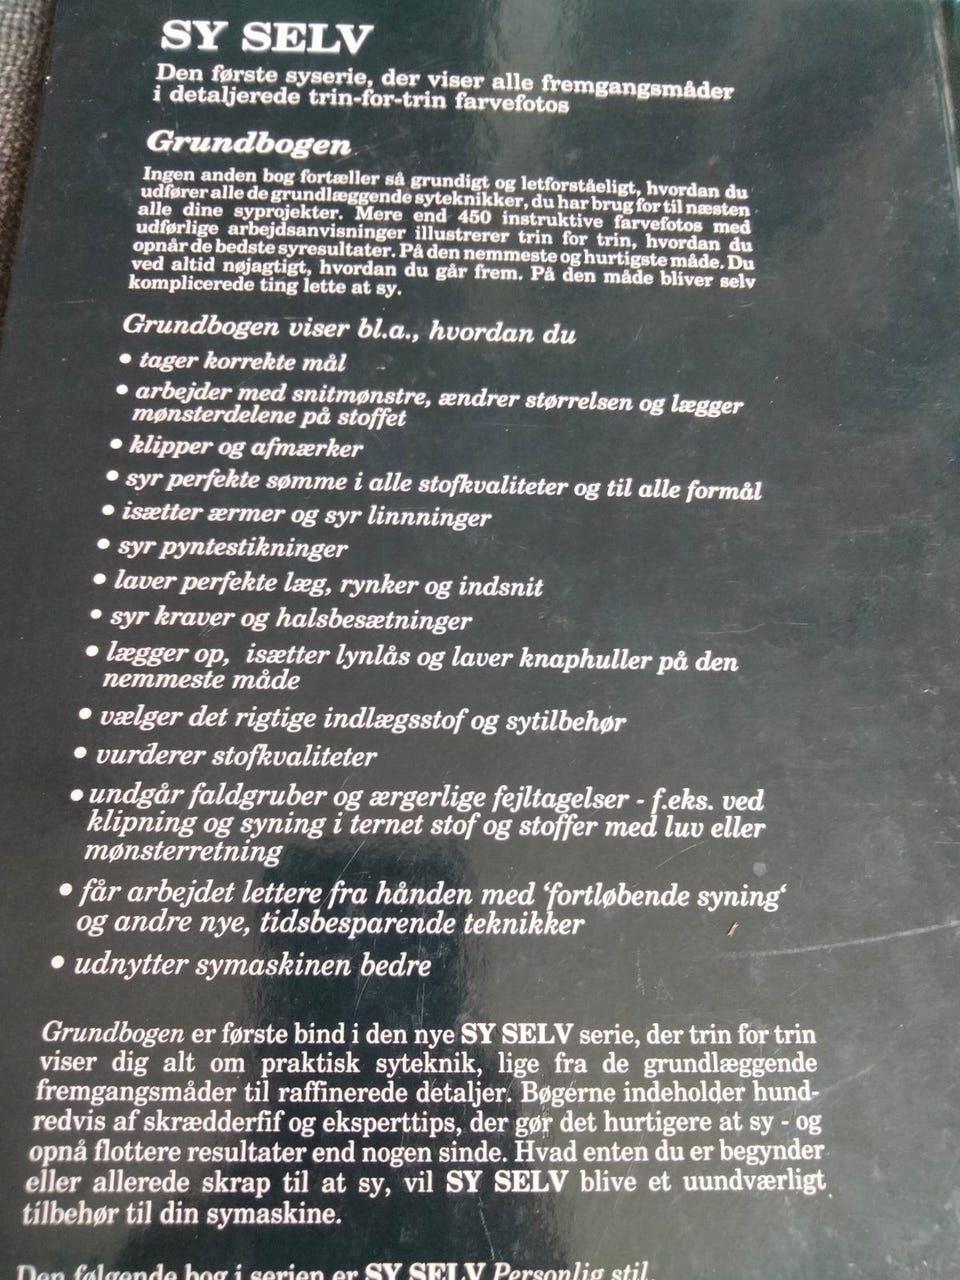 SY SELV
Den første syserie, der viser alle fremgangsmåder
i detaljerede trin-for-trin farvefotos
Grundbogen
Ingen anden bog fortæller så grundigt og letforståeligt, hvordan du
udfører alle de grundlæggende syteknikker, du har brug for til næsten
alle dine syprojekter. Mere end 450 instruktive farvefotos med
udførlige arbejdsanvisninger illustrerer trin for trin, hvordan du
opnår de bedste syresultater. På den nemmeste og hurtigste måde. Du
ved altid nøjagtigt, hvordan du går frem. På den måde bliver selv
komplicerede ting lette at sy.
Grundbogen viser bl.a., hvordan du
• tager korrekte mål
• arbejder med snitmønstre, ændrer størrelsen og lægger
mønsterdelene på stoffet
• klipper og afmærker
• syr perfekte sømme i alle stofkvaliteter og til alle formål
• isætter ærmer og syr linnninger
• syr pyntestikninger
• laver perfekte læg, rynker og indsnit
• syr kraver og halsbesætninger
• lægger op, isætter lynlås og laver knaphuller på den
nemmeste måde
• vælger det rigtige indlægsstof og sytilbehør
• vurderer stofkvaliteter
• undgår faldgruber og ærgerlige fejltagelser - f.eks. ved
klipning og syning i ternet stof og stoffer med luv eller
mønsterretning
• får arbejdet lettere fra hånden med ‘fortløbende syning‘
og andre nye, tidsbesparende teknikker
• udnytter symaskinen bedre
Grundbogen er første bind i den nye SY SELV serie, der trin for trin
viser dig alt om praktisk syteknik, lige fra de grundlæggende
fremgangsmåder til raffinerede detaljer. Bøgerne indeholder hund-
redvis af skrædderfif og eksperttips, der gør det hurtigere at sy - og
opnå flottere resultater end nogen sinde. Hvad enten du er begynder
eller allerede skrap til at sy, vil SY SELV blive et uundværligt
tilbehør til din symaskine.
Den følgende bog i serien er SY SELV Personlig stil.